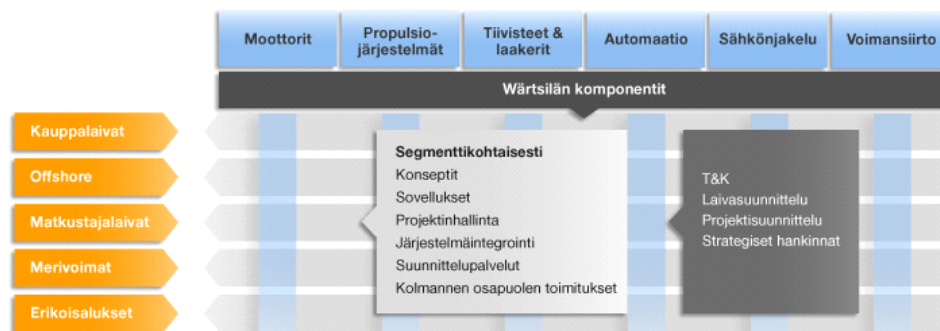 Moottorit
Propulsio-
järjestelmät
Tiivisteet &
laakerit
Automaatio
Sähkönjakelu
Voimansiirto
Wärtsilän komponentit
Kauppalaivat
Offshore
Matkustajalaivat
Merivoimat
Erikoisalukset
Segmenttikohtaisesti
Konseptit
Sovellukset
Projektinhallinta
Järjestelmäintegrointi
Suunnittelupalvelut
Kolmannen osapuolen toimitukset
T&K
Laivasuunnittelu
Projektisuunnittelu
Strategiset hankinnat